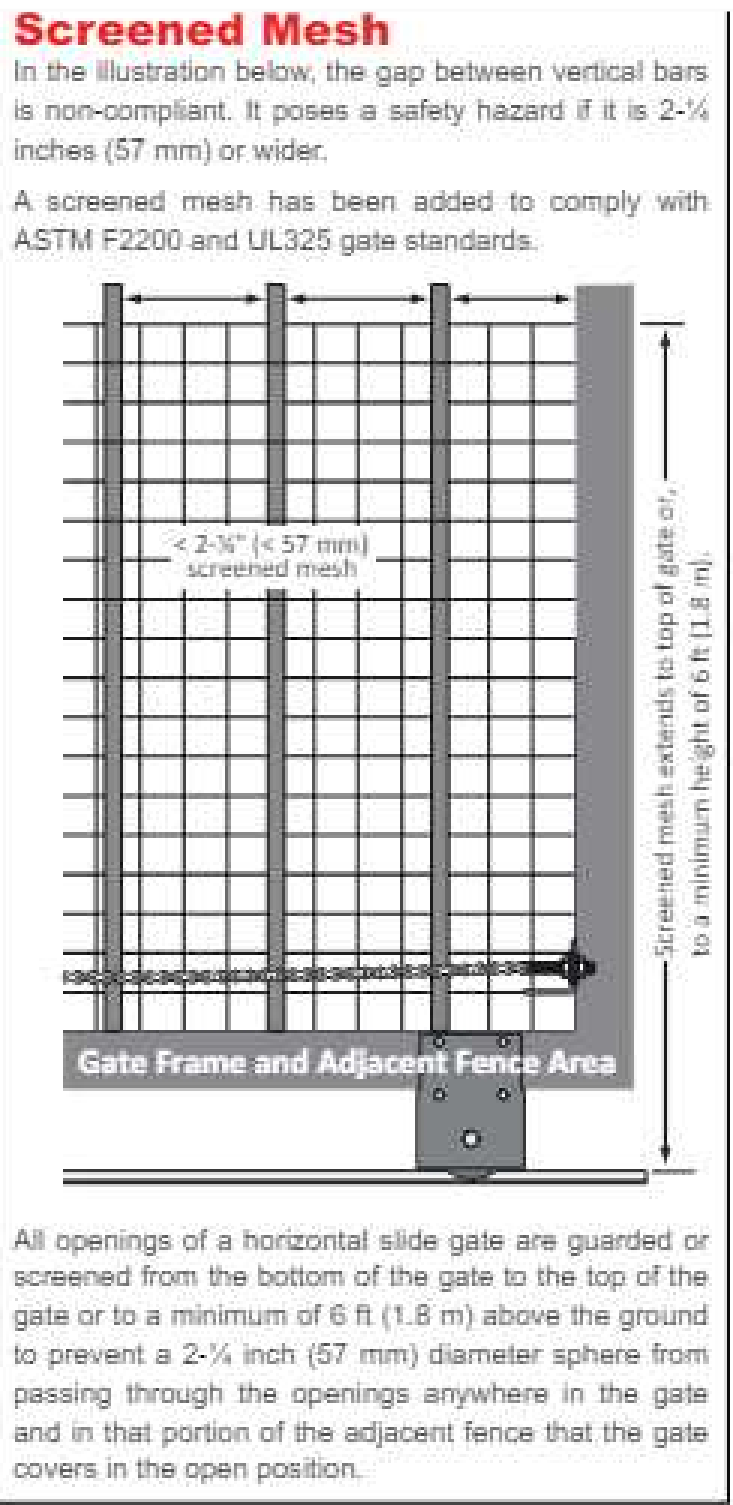 Screened Mesh
In the illustration below, the gap between vertical bars
is non-compliant. It poses a safety hazard if it is 2-¼
inches (57 mm) or wider.
A screened mesh has been added to comply with
ASTM F2200 and UL325 gate standards.
< 2-¼" (< 57 mm)
screened mesh
Screened mesh extends to top of gate or,
to a minimum height of 6 ft (1.8 m).
Gate Frame and Adjacent Fence Area
All openings of a horizontal slide gate are guarded or
screened from the bottom of the gate to the top of the
gate or to a minimum of 6 ft (1.8 m) above the ground
to prevent a 2-¼ inch (57 mm) diameter sphere from
passing through the openings anywhere in the gate
and in that portion of the adjacent fence that the gate
covers in the open position.